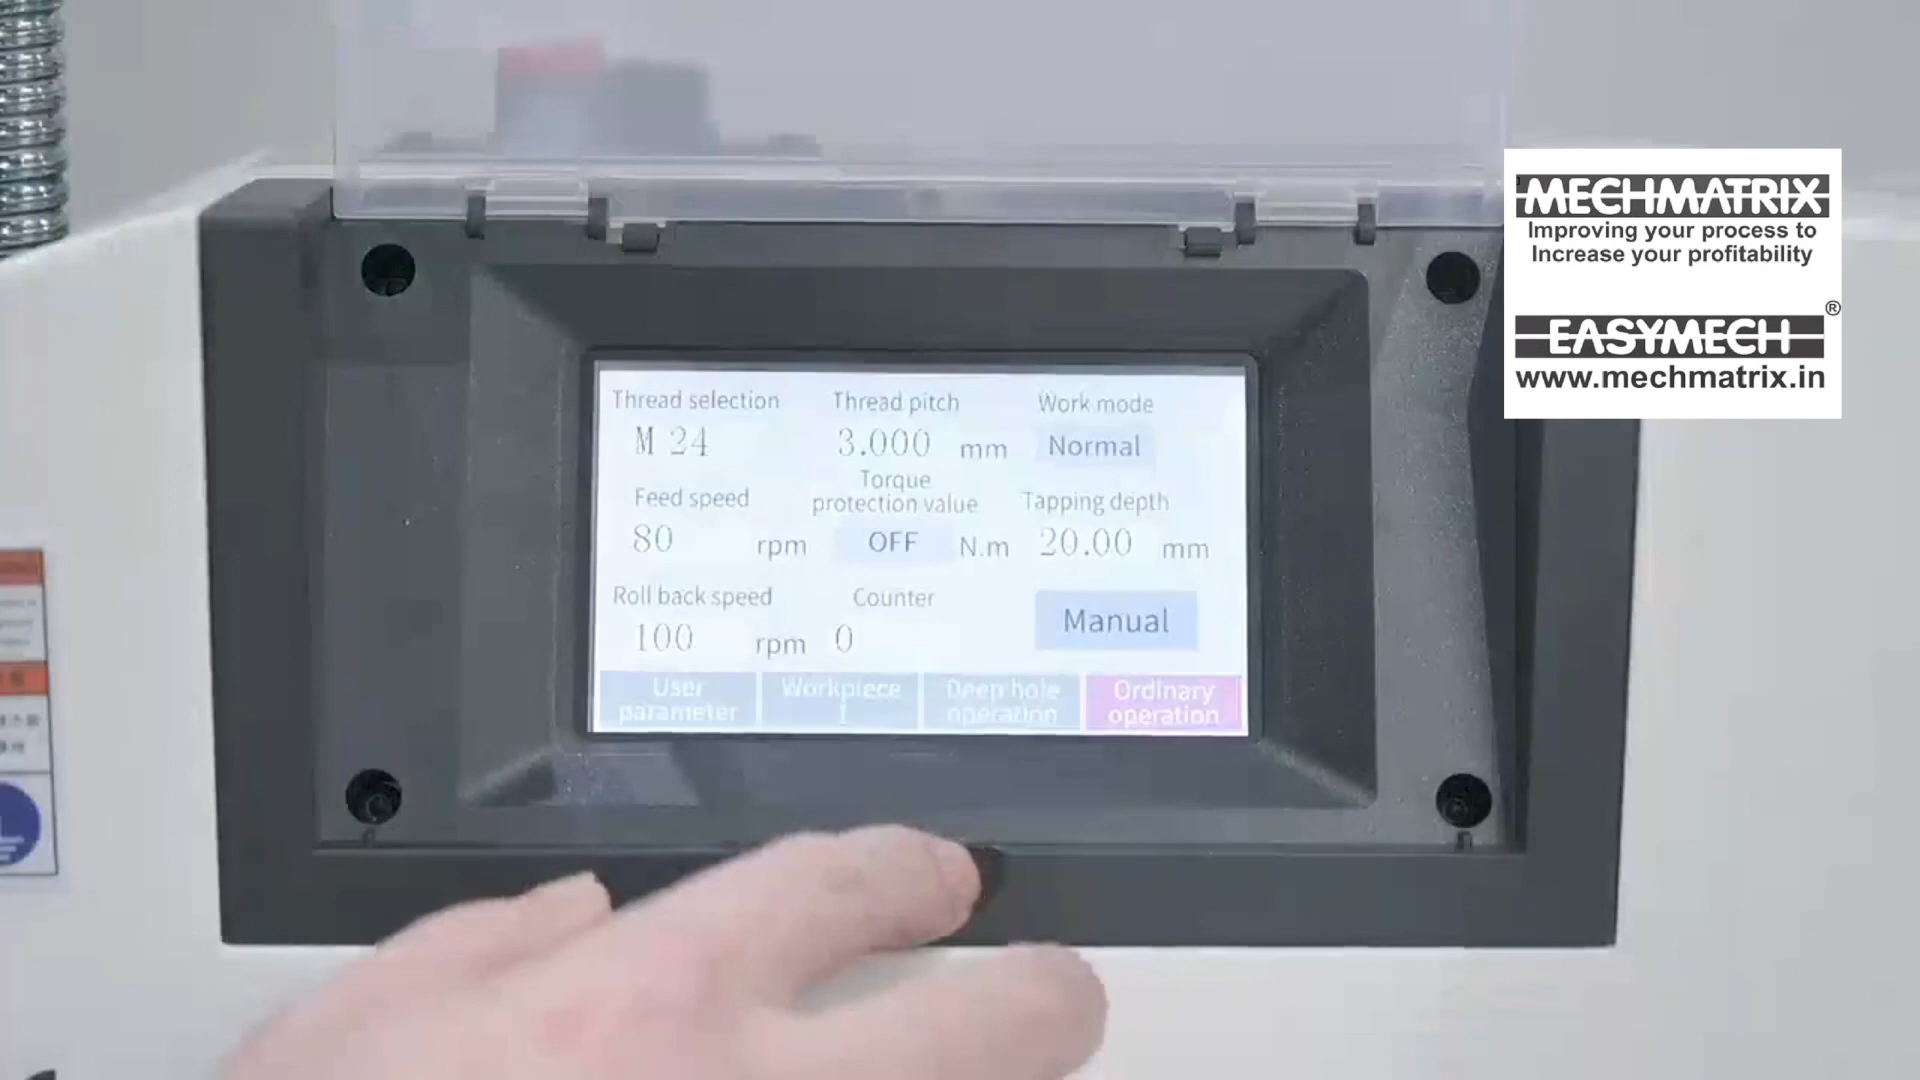 MECHMATRIX
Improving your process to
Increase your profitability
EASYMECH®
www.mechmatrix.in
Thread selection
Thread pitch
Work mode
M 24
3.000 mm
Normal
Feed speed
Torque
protection value
Tapping depth
80 rpm
OFF N.m
20.00 mm
Roll back speed
Counter
100 rpm
0
Manual
User
parameter
Workpiece
1
Deep hole
operation
Ordinary
operation